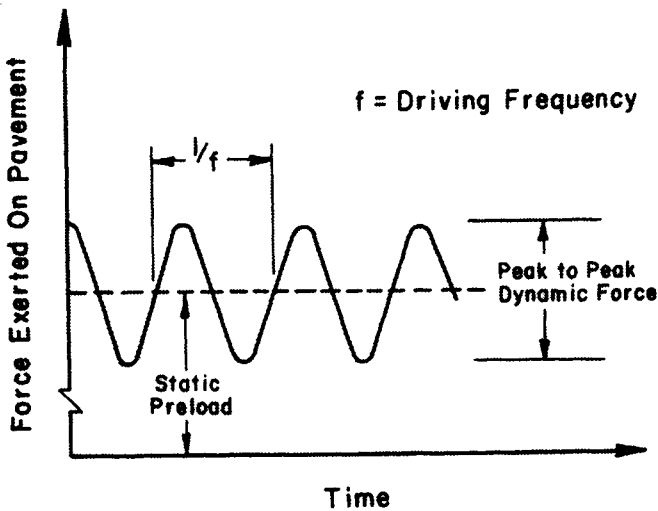 Force Exerted On Pavement
f = Driving Frequency
1/f
Peak to Peak
Dynamic Force
Static
Preload
Time